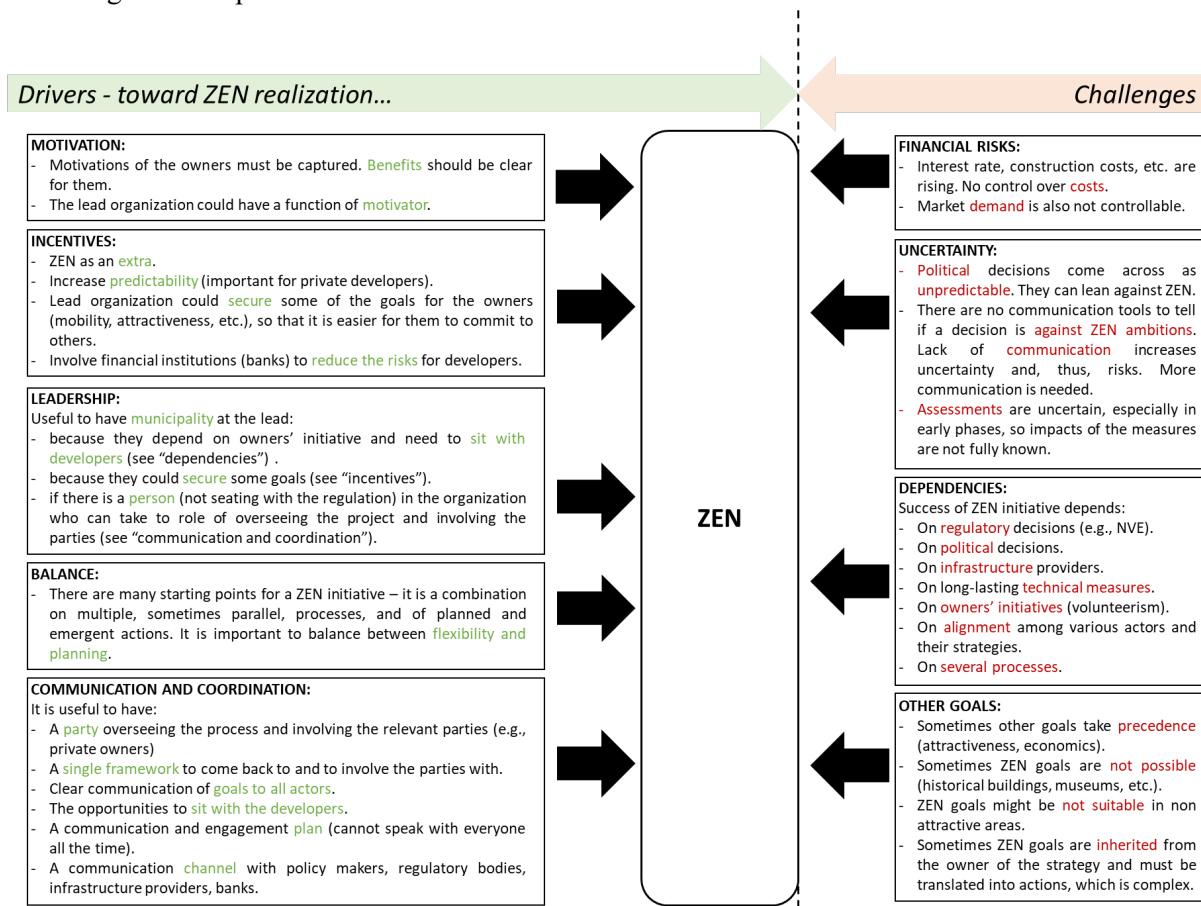 Drivers - toward ZEN realization...
MOTIVATION:
- Motivations of the owners must be captured. Benefits should be clear
for them.
- The lead organization could have a function of motivator.
INCENTIVES:
- ZEN as an extra.
- Increase predictability (important for private developers).
- Lead organization could secure some of the goals for the owners
(mobility, attractiveness, etc.), so that it is easier for them to commit to
others.
- Involve financial institutions (banks) to reduce the risks for developers.
LEADERSHIP:
Useful to have municipality at the lead:
- because they depend on owners' initiative and need to sit with
developers (see "dependencies") .
- because they could secure some goals (see "incentives").
- if there is a person (not seating with the regulation) in the organization
who can take to role of overseeing the project and involving the
parties (see "communication and coordination").
BALANCE:
- There are many starting points for a ZEN initiative – it is a combination
on multiple, sometimes parallel, processes, and of planned and
emergent actions. It is important to balance between flexibility and
planning.
COMMUNICATION AND COORDINATION:
It is useful to have:
- A party overseeing the process and involving the relevant parties (e.g.,
private owners)
- A single framework to come back to and to involve the parties with.
- Clear communication of goals to all actors.
- The opportunities to sit with the developers.
- A communication and engagement plan (cannot speak with everyone
all the time).
- A communication channel with policy makers, regulatory bodies,
infrastructure providers, banks.
ZEN
Challenges
FINANCIAL RISKS:
- Interest rate, construction costs, etc. are
rising. No control over costs.
- Market demand is also not controllable.
UNCERTAINTY:
- Political decisions come across as
unpredictable. They can lean against ZEN.
- There are no communication tools to tell
if a decision is against ZEN ambitions.
Lack of communication increases
uncertainty and, thus, risks. More
communication is needed.
- Assessments are uncertain, especially in
early phases, so impacts of the measures
are not fully known.
DEPENDENCIES:
Success of ZEN initiative depends:
- On regulatory decisions (e.g., NVE).
- On political decisions.
- On infrastructure providers.
- On long-lasting technical measures.
- On owners' initiatives (volunteerism).
- On alignment among various actors and
their strategies.
- On several processes.
OTHER GOALS:
- Sometimes other goals take precedence
(attractiveness, economics).
- Sometimes ZEN goals are not possible
(historical buildings, museums, etc.).
- ZEN goals might be not suitable in non
attractive areas.
- Sometimes ZEN goals are inherited from
the owner of the strategy and must be
translated into actions, which is complex.